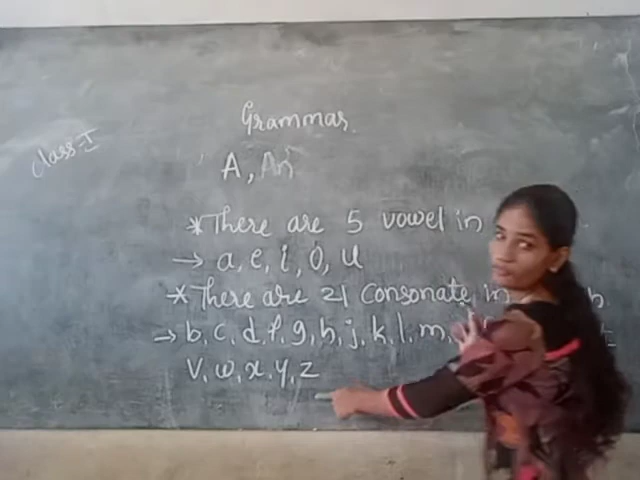 Grammar.
Class-I
A, An
* There are 5 vowel in
→ a, e, i, o, u
* There are 21 Consonate in
→ b, c, d, f, g, h, j, k, l, m,
v, w, x, y, z